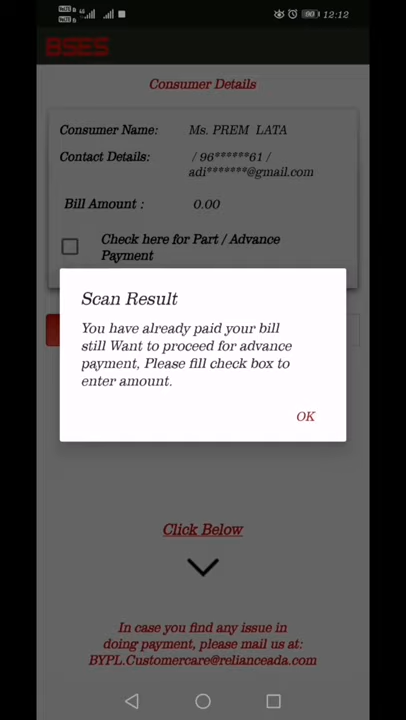 12:12
BSES
Consumer Details
Consumer Name: Ms. PREM LATA
Contact Details: / 96******61 /
adi*******@gmail.com
Bill Amount : 0.00
Check here for Part / Advance
Payment
Scan Result
You have already paid your bill
still Want to proceed for advance
payment, Please fill check box to
enter amount.
OK
Click Below
In case you find any issue in
doing payment, please mail us at:
BYPL.Customercare@relianceada.com